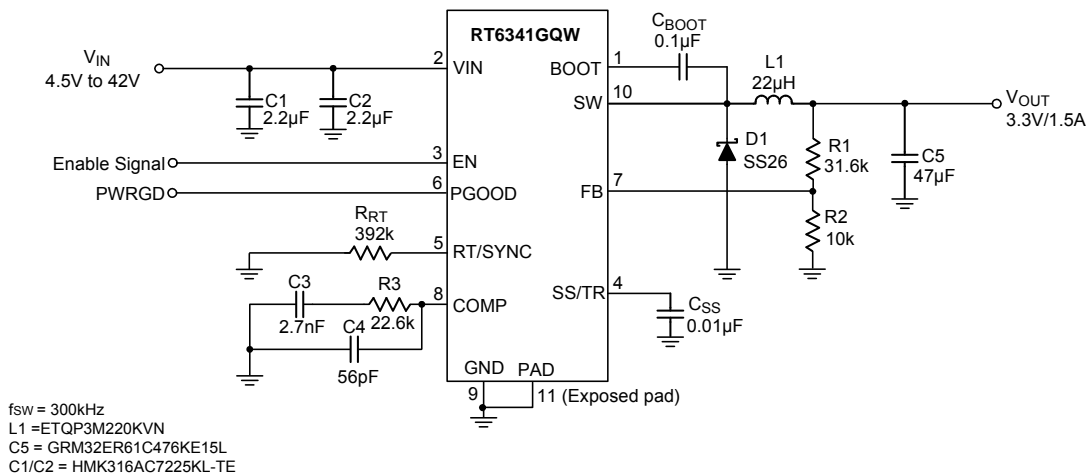 RT6341GQW
VIN
4.5V to 42V
2
VIN
C1
2.2µF
C2
2.2µF
Enable Signal
3
EN
PWRGD
6
PGOOD
RRT
392k
5
RT/SYNC
C3
2.7nF
R3
22.6k
8
COMP
C4
56pF
CBOOT
0.1µF
1
BOOT
10
SW
L1
22µH
VOUT
3.3V/1.5A
D1
SS26
R1
31.6k
C5
47µF
7
FB
R2
10k
4
SS/TR
CSS
0.01µF
GND
PAD
9
11 (Exposed pad)
fsw = 300kHz
L1 =ETQP3M220KVN
C5 = GRM32ER61C476KE15L
C1/C2 = HMK316AC7225KL-TE